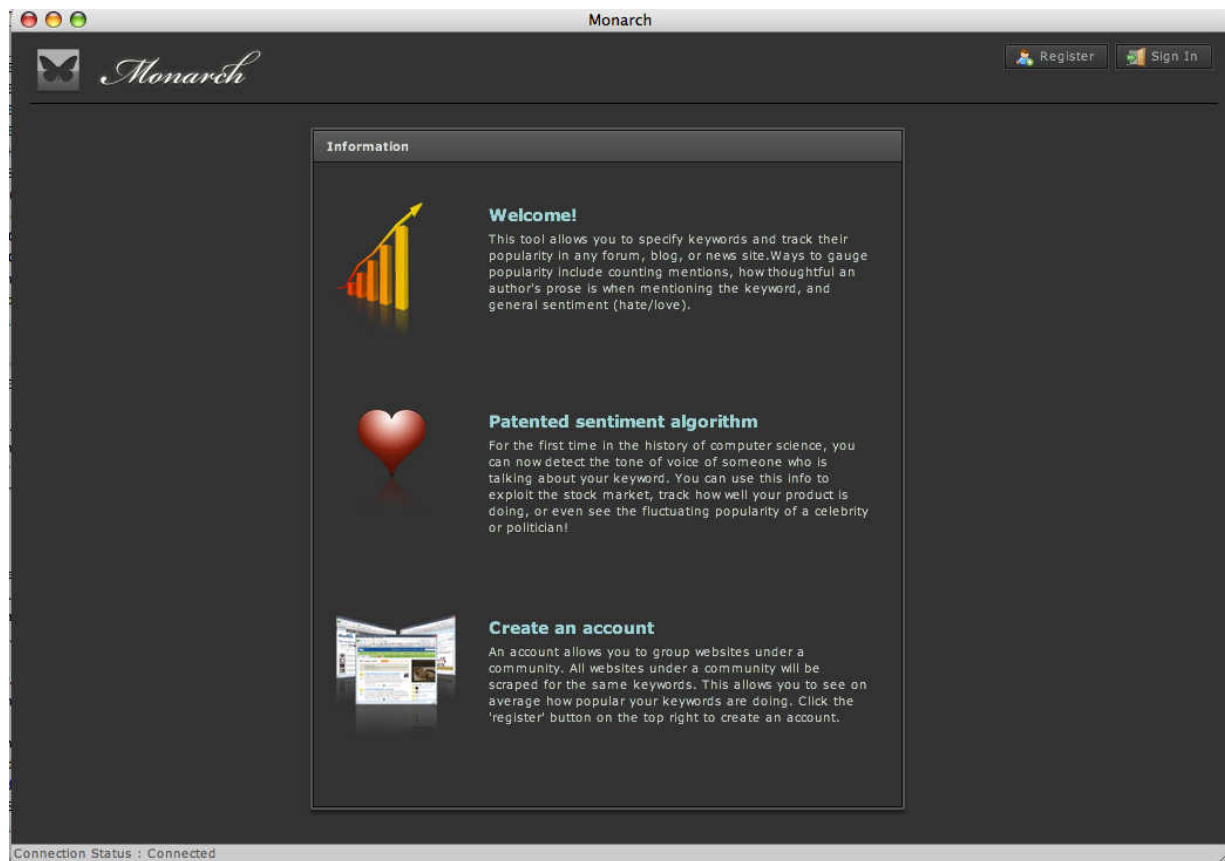 Monarch
Monarch
Register
Sign In
Information
Welcome!
This tool allows you to specify keywords and track their
popularity in any forum, blog, or news site.Ways to gauge
popularity include counting mentions, how thoughtful an
author's prose is when mentioning the keyword, and
general sentiment (hate/love).
Patented sentiment algorithm
For the first time in the history of computer science, you
can now detect the tone of voice of someone who is
talking about your keyword. You can use this info to
exploit the stock market, track how well your product is
doing, or even see the fluctuating popularity of a celebrity
or politician!
Create an account
An account allows you to group websites under a
community. All websites under a community will be
scraped for the same keywords. This allows you to see on
average how popular your keywords are doing. Click the
'register' button on the top right to create an account.
Connection Status : Connected